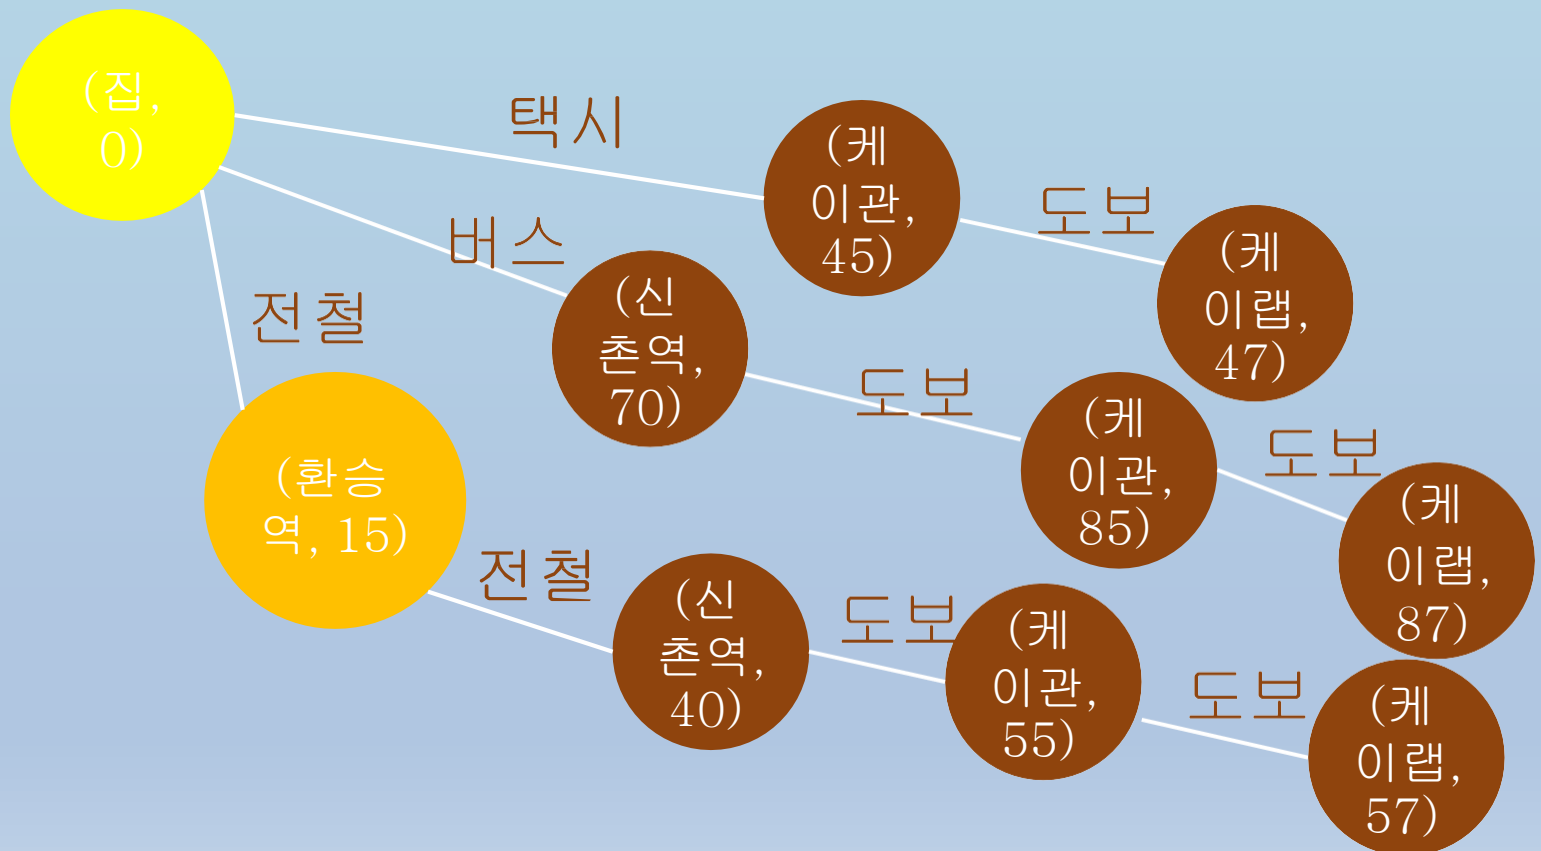 (집,
0)
택시
(케
이관,
45)
도보
(케
이랩,
47)
버스
(신
촌역,
70)
도보
(케
이관,
85)
도보
(케
이랩,
87)
전철
(환승
역, 15)
전철
(신
촌역,
40)
도보
(케
이관,
55)
도보
(케
이랩,
57)